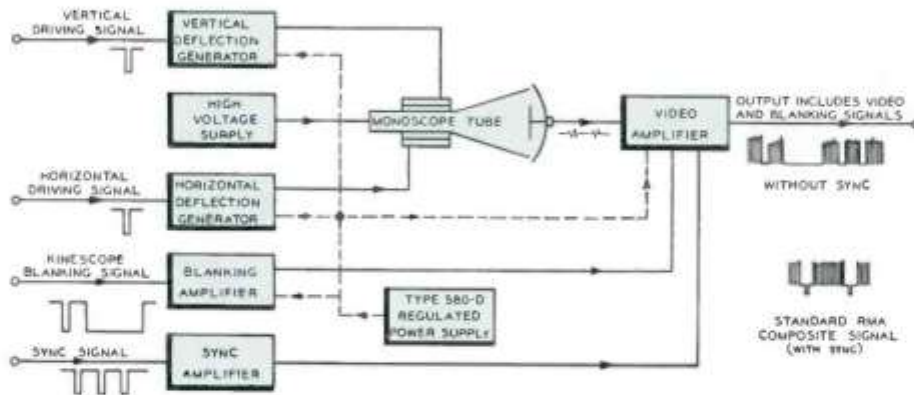 VERTICAL
DRIVING SIGNAL
VERTICAL
DEFLECTION
GENERATOR
HIGH
VOLTAGE
SUPPLY
MONOSCOPE TUBE
VIDEO
AMPLIFIER
OUTPUT INCLUDES VIDEO
AND BLANKING SIGNALS
WITHOUT SYNC
HORIZONTAL
DRIVING SIGNAL
HORIZONTAL
DEFLECTION
GENERATOR
KINESCOPE
BLANKING SIGNAL
BLANKING
AMPLIFIER
TYPE 580-D
REGULATED
POWER SUPPLY
STANDARD RMA
COMPOSITE SIGNAL
(WITH SYNC)
SYNC SIGNAL
SYNC
AMPLIFIER